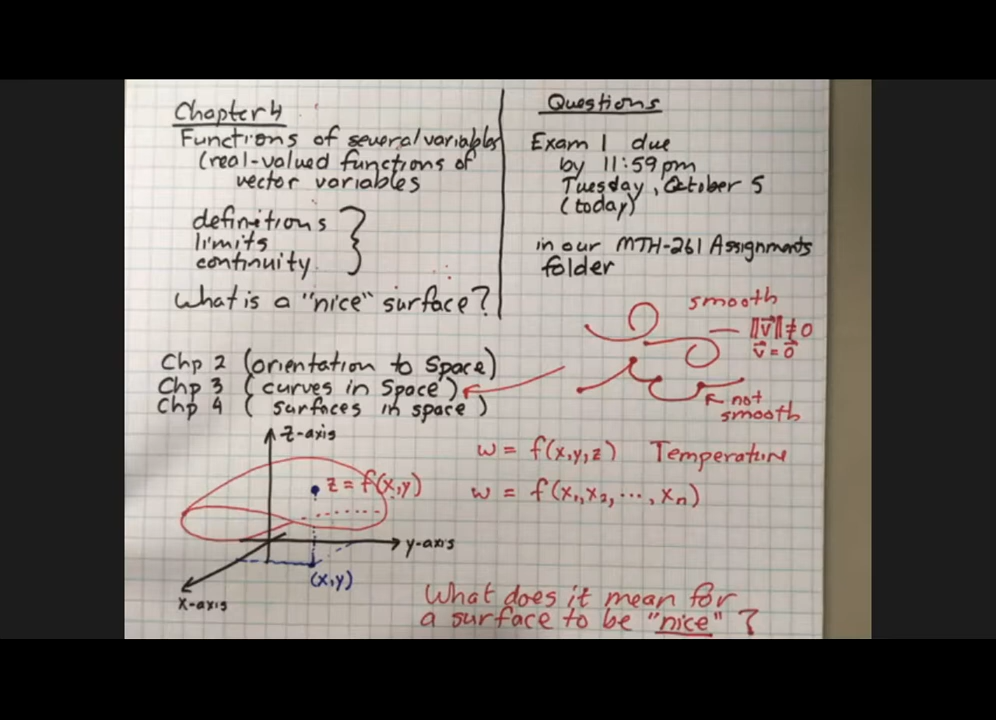 Chapter 4
Functions of several variables
(real-valued functions of
vector variables
definitions
limits
continuity
What is a "nice" surface?
Questions
Exam 1 due
by 11:59pm
Tuesday, October 5
(today)
in our MTH-261 Assignments
folder
smooth
‖v⃗‖ ≠ 0
v⃗ = 0⃗
not
smooth
Chp 2 (orientation to Space)
Chp 3 (curves in Space)
Chp 4 (surfaces in space)
w = f(x,y,z) Temperature
w = f(x₁,x₂,⋯,xₙ)
z-axis
z = f(x,y)
y-axis
(x,y)
x-axis
What does it mean for
a surface to be "nice"?